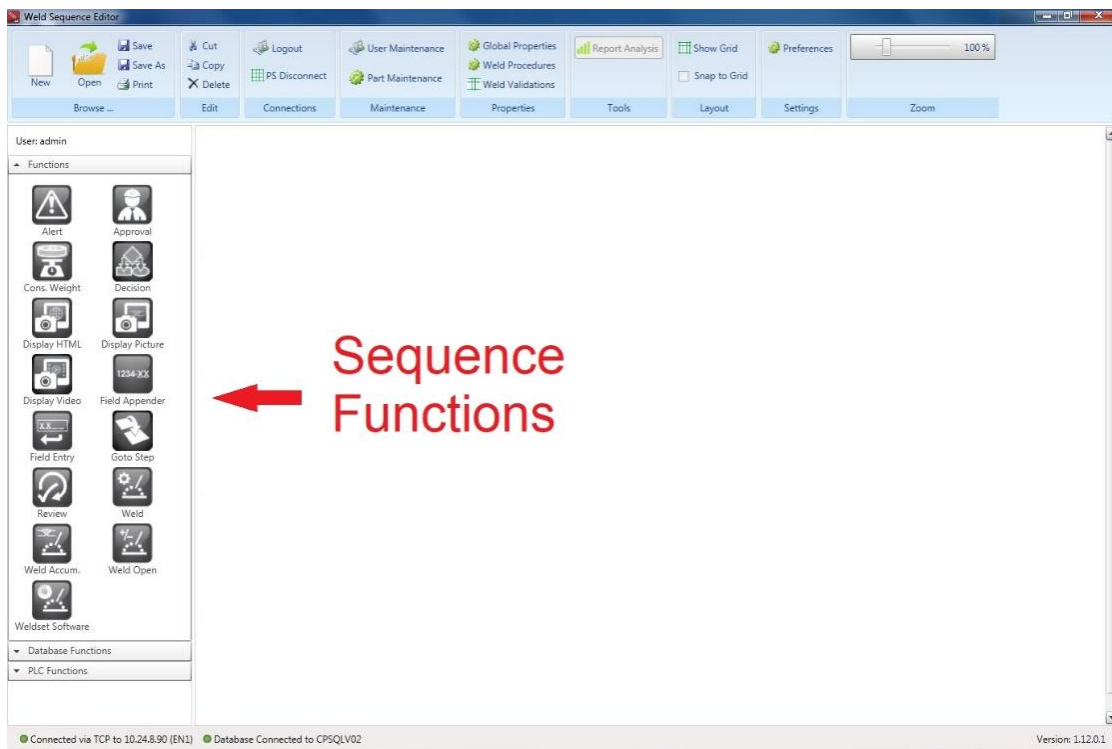 Weld Sequence Editor
New
Open
Save
Save As
Print
Browse ...
Cut
Copy
Delete
Edit
Logout
PS Disconnect
Connections
User Maintenance
Part Maintenance
Maintenance
Global Properties
Weld Procedures
Weld Validations
Properties
Report Analysis
Tools
Show Grid
Snap to Grid
Layout
Preferences
Settings
100 %
Zoom
User: admin
Functions
Alert
Approval
Cons. Weight
Decision
Display HTML
Display Picture
Display Video
1234-XX
Field Appender
XX__
Field Entry
Goto Step
Review
Weld
Weld Accum.
+/-
Weld Open
Weldset Software
Database Functions
PLC Functions
Sequence
Functions
Connected via TCP to 10.24.8.90 (EN1)
Database Connected to CPSQLV02
Version: 1.12.0.1